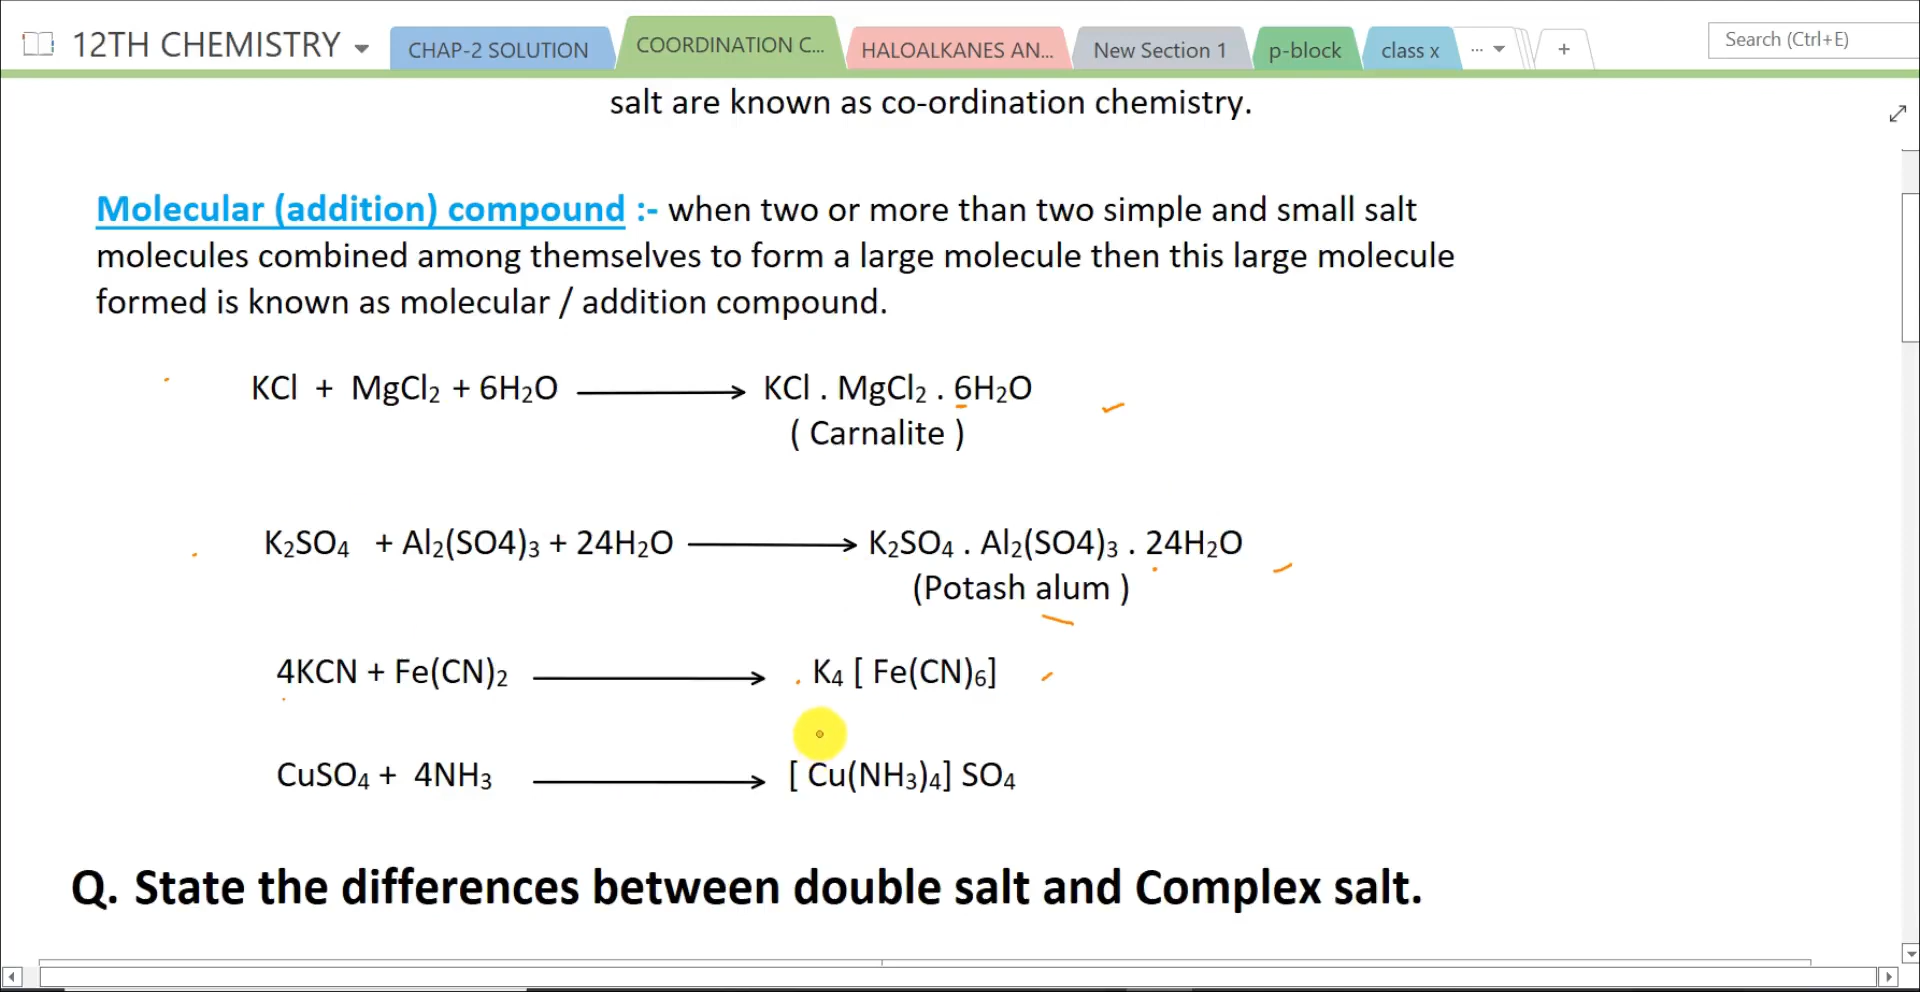 12TH CHEMISTRY
CHAP-2 SOLUTION
COORDINATION C...
HALOALKANES AN...
New Section 1
p-block
class x
...
+
Search (Ctrl+E)
salt are known as co-ordination chemistry.
Molecular (addition) compound :- when two or more than two simple and small salt
molecules combined among themselves to form a large molecule then this large molecule
formed is known as molecular / addition compound.
KCl + MgCl₂ + 6H₂O ⟶ KCl . MgCl₂ . 6H₂O
( Carnalite )
K₂SO₄ + Al₂(SO4)₃ + 24H₂O ⟶ K₂SO₄ . Al₂(SO4)₃ . 24H₂O
(Potash alum )
4KCN + Fe(CN)₂ ⟶ K₄ [ Fe(CN)₆]
CuSO₄ + 4NH₃ ⟶ [ Cu(NH₃)₄] SO₄
Q. State the differences between double salt and Complex salt.